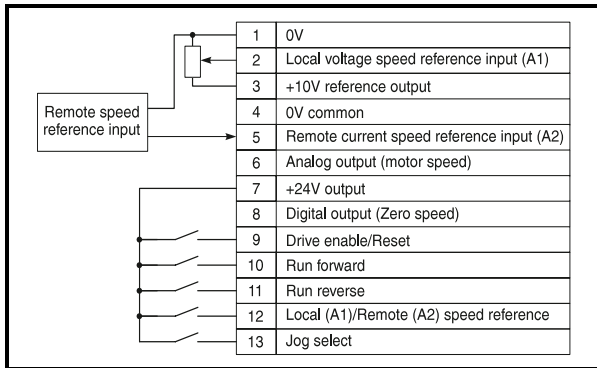 1 0V
2 Local voltage speed reference input (A1)
3 +10V reference output
4 0V common
5 Remote current speed reference input (A2)
6 Analog output (motor speed)
7 +24V output
8 Digital output (Zero speed)
9 Drive enable/Reset
10 Run forward
11 Run reverse
12 Local (A1)/Remote (A2) speed reference
13 Jog select
Remote speed
reference input